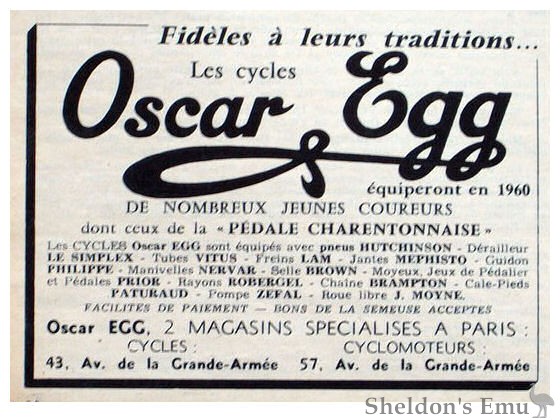 Fidèles à leurs traditions...
Les cycles
Oscar Egg
équiperont en 1960
DE NOMBREUX JEUNES COUREURS
dont ceux de la « PÉDALE CHARENTONNAISE »
Les CYCLES Oscar EGG sont équipés avec pneus HUTCHINSON - Dérailleur
LE SIMPLEX - Tubes VITUS - Freins LAM - Jantes MEPHISTO - Guidon
PHILIPPE - Manivelles NERVAR - Selle BROWN - Moyeux, Jeux de Pédalier
et Pédales PRIOR - Rayons ROBERGEL - Chaîne BRAMPTON - Cale-Pieds
PATURAUD - Pompe ZEFAL - Roue libre J. MOYNE.
FACILITES DE PAIEMENT — BONS DE LA SEMEUSE ACCEPTES
Oscar EGG, 2 MAGASINS SPECIALISES A PARIS :
CYCLES : CYCLOMOTEURS :
43, Av. de la Grande-Armée 57, Av. de la Grande-Armée
Sheldon's Emu